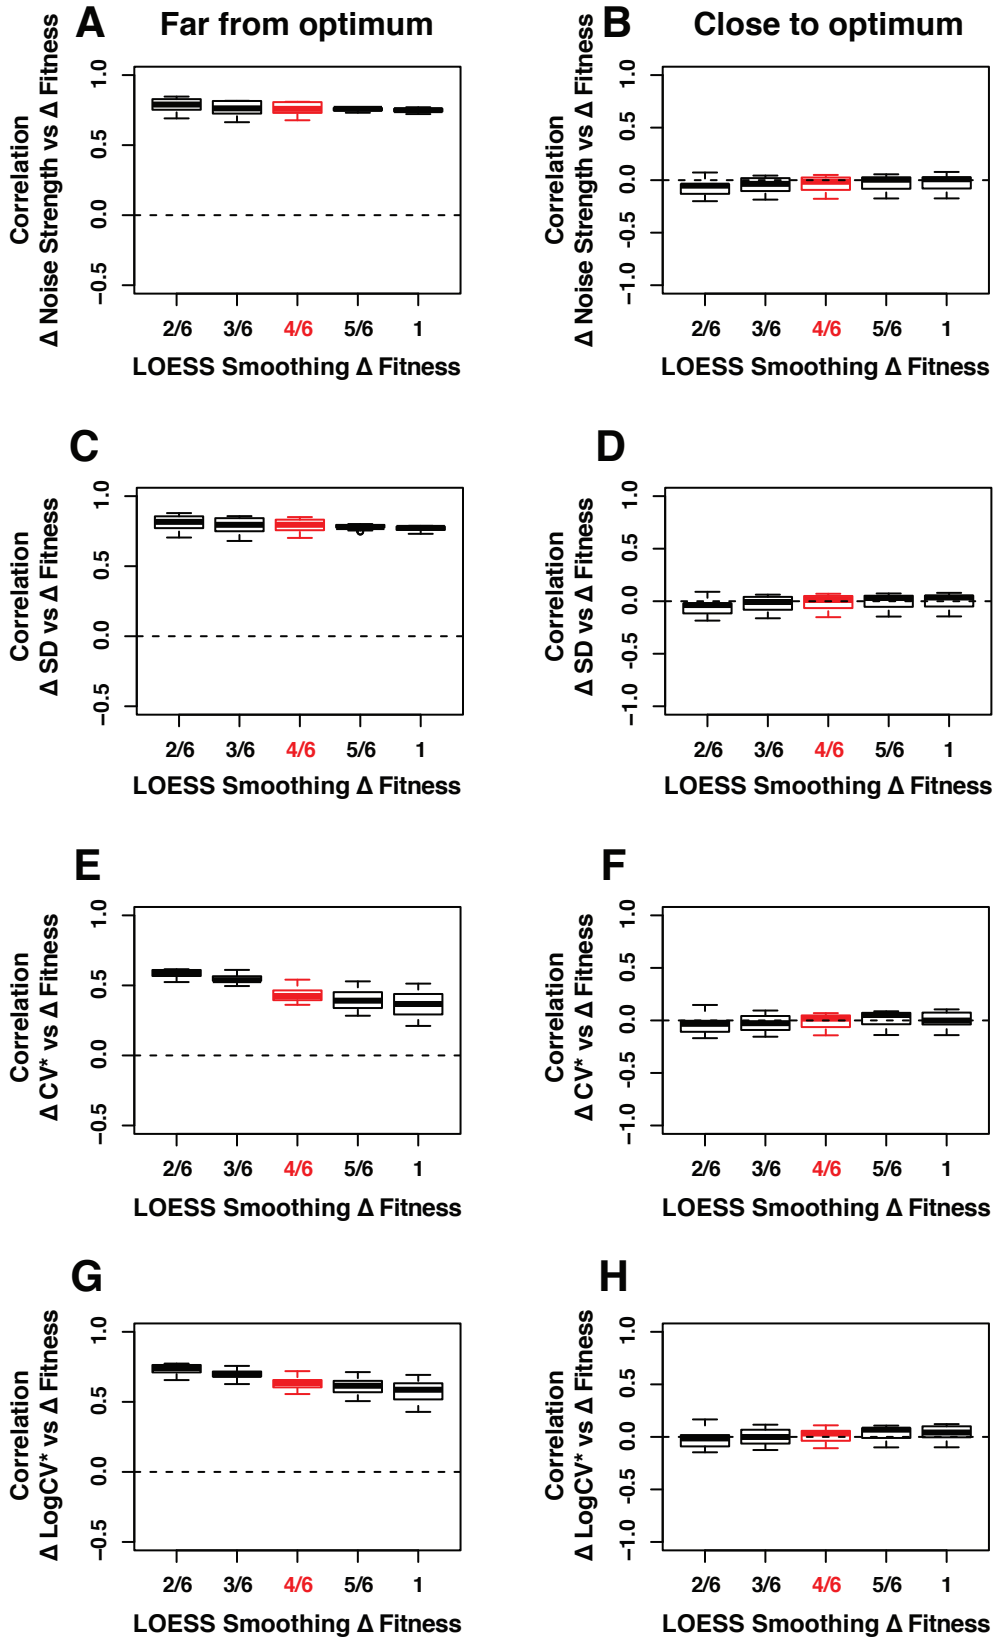 A Far from optimum
Correlation
Δ Noise Strength vs Δ Fitness
1.0
0.5
0.0
−0.5
2/6 3/6 4/6 5/6 1
LOESS Smoothing Δ Fitness
B Close to optimum
Correlation
Δ Noise Strength vs Δ Fitness
1.0
0.5
0.0
-0.5
−1.0
2/6 3/6 4/6 5/6 1
LOESS Smoothing Δ Fitness
C
Correlation
Δ SD vs Δ Fitness
1.0
0.5
0.0
−0.5
2/6 3/6 4/6 5/6 1
LOESS Smoothing Δ Fitness
D
Correlation
Δ SD vs Δ Fitness
1.0
0.5
0.0
−0.5
−1.0
2/6 3/6 4/6 5/6 1
LOESS Smoothing Δ Fitness
E
Correlation
Δ CV* vs Δ Fitness
1.0
0.5
0.0
−0.5
2/6 3/6 4/6 5/6 1
LOESS Smoothing Δ Fitness
F
Correlation
Δ CV* vs Δ Fitness
1.0
0.5
0.0
−0.5
−1.0
2/6 3/6 4/6 5/6 1
LOESS Smoothing Δ Fitness
G
Correlation
Δ LogCV* vs Δ Fitness
1.0
0.5
0.0
−0.5
2/6 3/6 4/6 5/6 1
LOESS Smoothing Δ Fitness
H
Correlation
Δ LogCV* vs Δ Fitness
1.0
0.5
0.0
−0.5
−1.0
2/6 3/6 4/6 5/6 1
LOESS Smoothing Δ Fitness